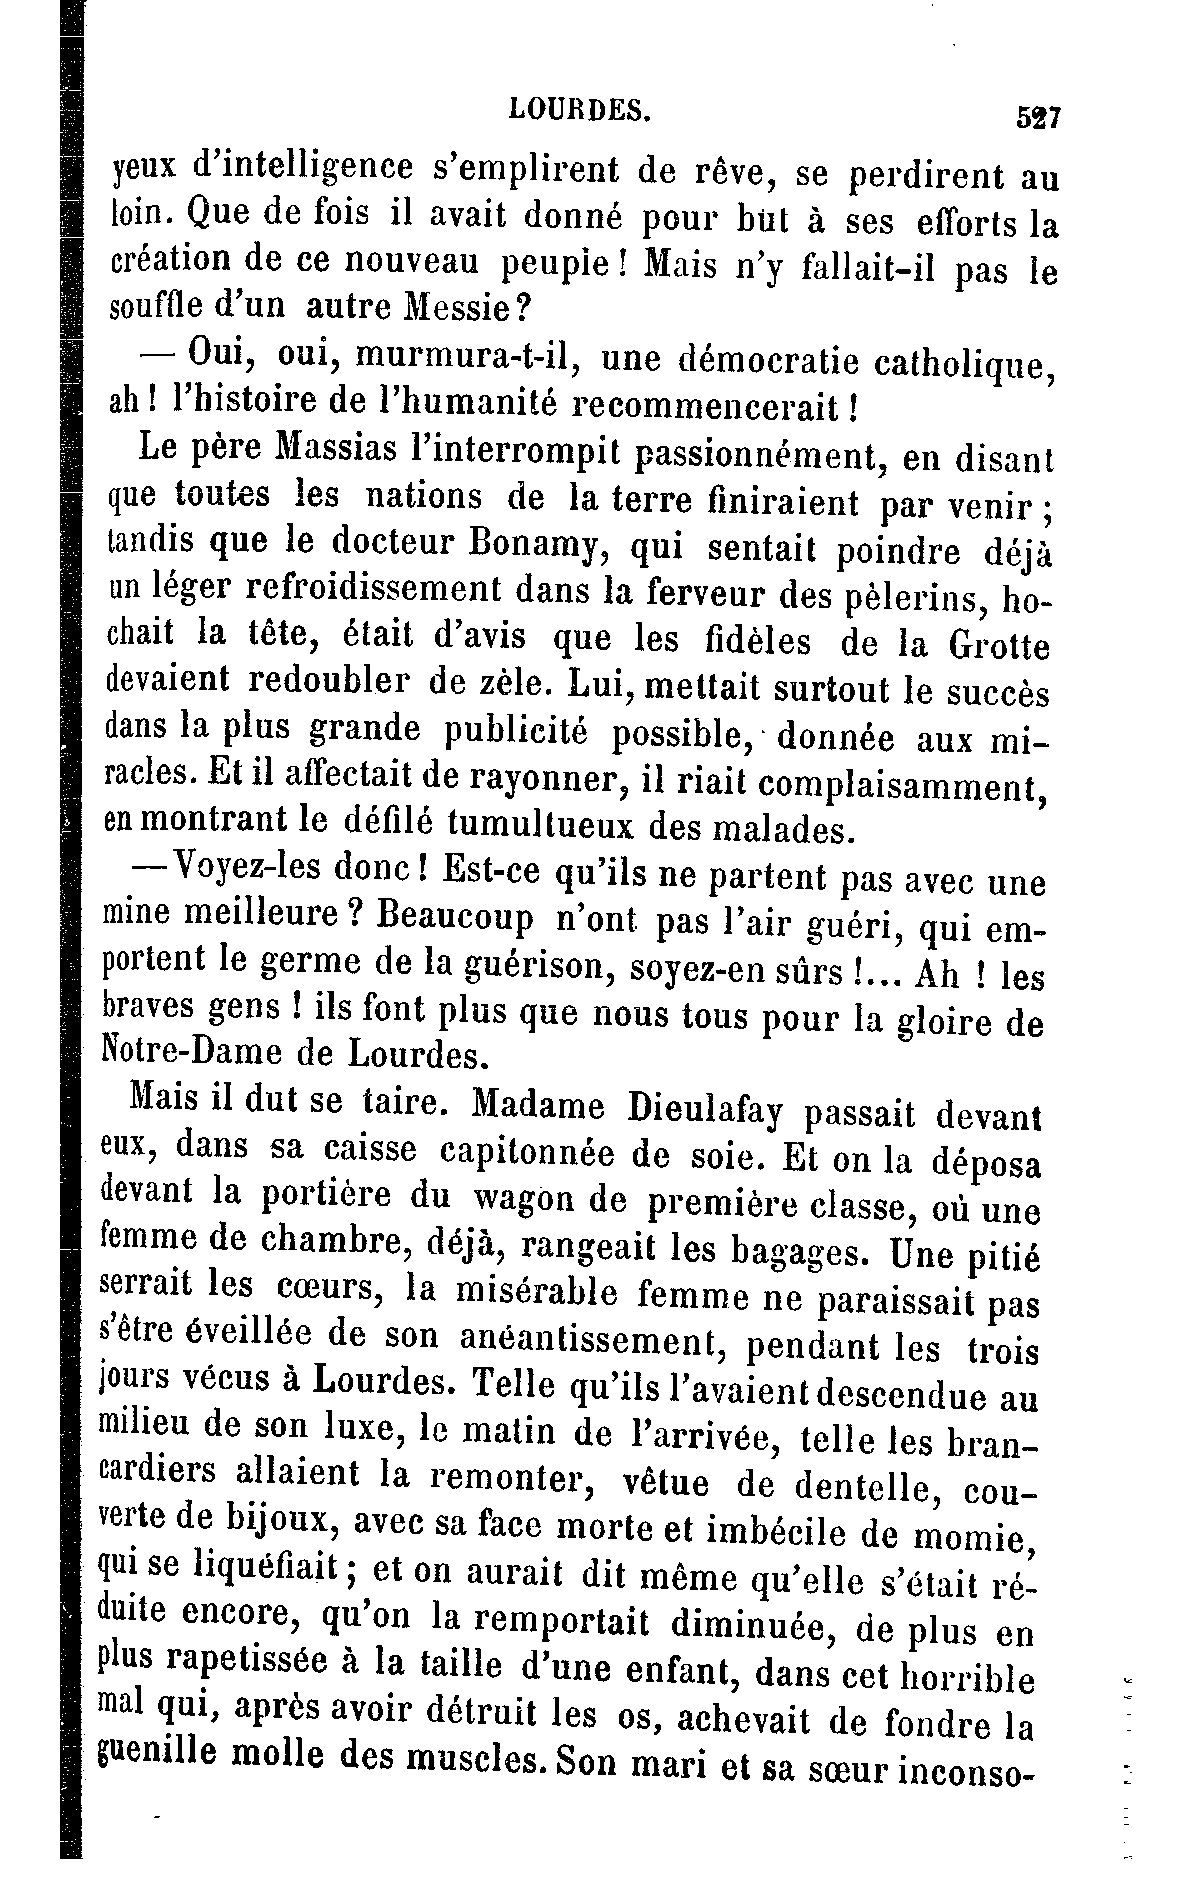 LOURDES. 527
yeux d'intelligence s'emplirent de rêve, se perdirent au
loin. Que de fois il avait donné pour but à ses efforts la
création de ce nouveau peuple ! Mais n'y fallait-il pas le
souffle d'un autre Messie ?
— Oui, oui, murmura-t-il, une démocratie catholique,
ah ! l'histoire de l'humanité recommencerait !
Le père Massias l'interrompit passionnément, en disant
que toutes les nations de la terre finiraient par venir ;
tandis que le docteur Bonamy, qui sentait poindre déjà
un léger refroidissement dans la ferveur des pèlerins, ho-
chait la tête, était d'avis que les fidèles de la Grotte
devaient redoubler de zèle. Lui, mettait surtout le succès
dans la plus grande publicité possible, donnée aux mi-
racles. Et il affectait de rayonner, il riait complaisamment,
en montrant le défilé tumultueux des malades.
— Voyez-les donc ! Est-ce qu'ils ne partent pas avec une
mine meilleure ? Beaucoup n'ont pas l'air guéri, qui em-
portent le germe de la guérison, soyez-en sûrs !... Ah ! les
braves gens ! ils font plus que nous tous pour la gloire de
Notre-Dame de Lourdes.
Mais il dut se taire. Madame Dieulafay passait devant
eux, dans sa caisse capitonnée de soie. Et on la déposa
devant la portière du wagon de première classe, où une
femme de chambre, déjà, rangeait les bagages. Une pitié
serrait les cœurs, la misérable femme ne paraissait pas
s'être éveillée de son anéantissement, pendant les trois
jours vécus à Lourdes. Telle qu'ils l'avaient descendue au
milieu de son luxe, le matin de l'arrivée, telle les bran-
cardiers allaient la remonter, vêtue de dentelle, cou-
verte de bijoux, avec sa face morte et imbécile de momie,
qui se liquéfiait ; et on aurait dit même qu'elle s'était ré-
duite encore, qu'on la remportait diminuée, de plus en
plus rapetissée à la taille d'une enfant, dans cet horrible
mal qui, après avoir détruit les os, achevait de fondre la
guenille molle des muscles. Son mari et sa sœur inconso-